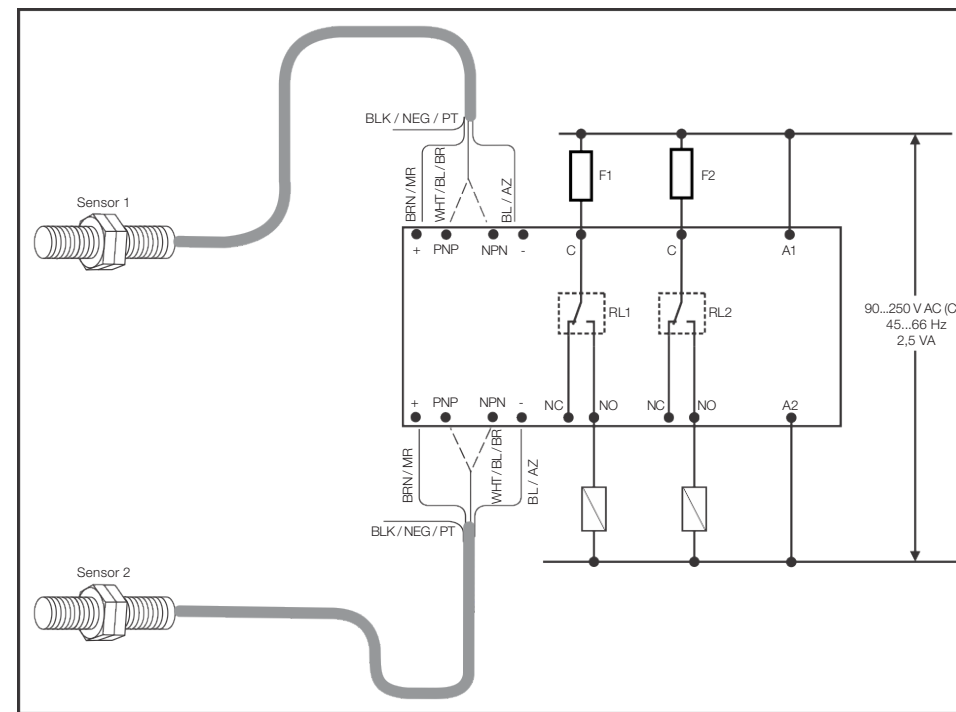 BLK / NEG / PT
BRN / MR
WHT / BL / BR
BL / AZ
Sensor 1
F1
F2
+ PNP NPN - C C A1
RL1
RL2
90...250 V AC (C
45...66 Hz
2,5 VA
+ PNP NPN - NC NO NC NO A2
BRN / MR
WHT / BL / BR
BL / AZ
BLK / NEG / PT
Sensor 2